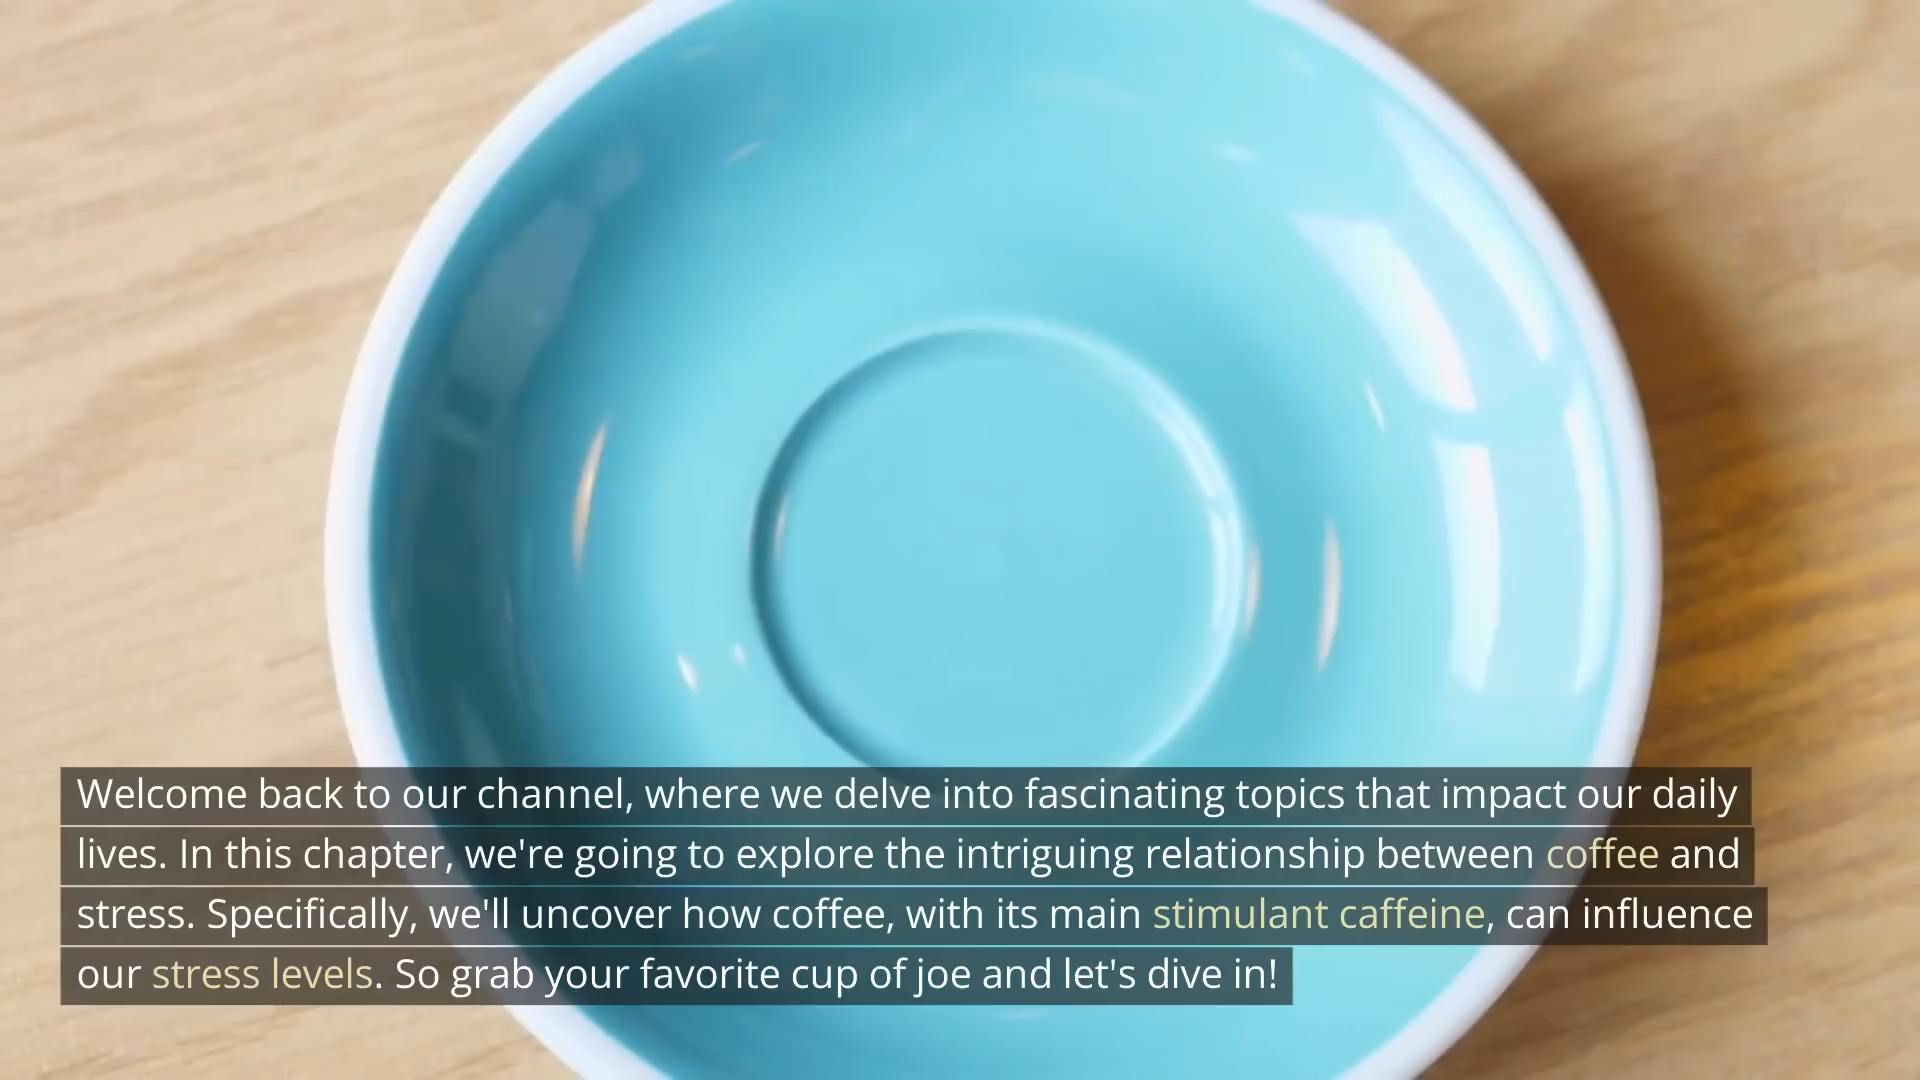 Welcome back to our channel, where we delve into fascinating topics that impact our daily
lives. In this chapter, we're going to explore the intriguing relationship between coffee and
stress. Specifically, we'll uncover how coffee, with its main stimulant caffeine, can influence
our stress levels. So grab your favorite cup of joe and let's dive in!